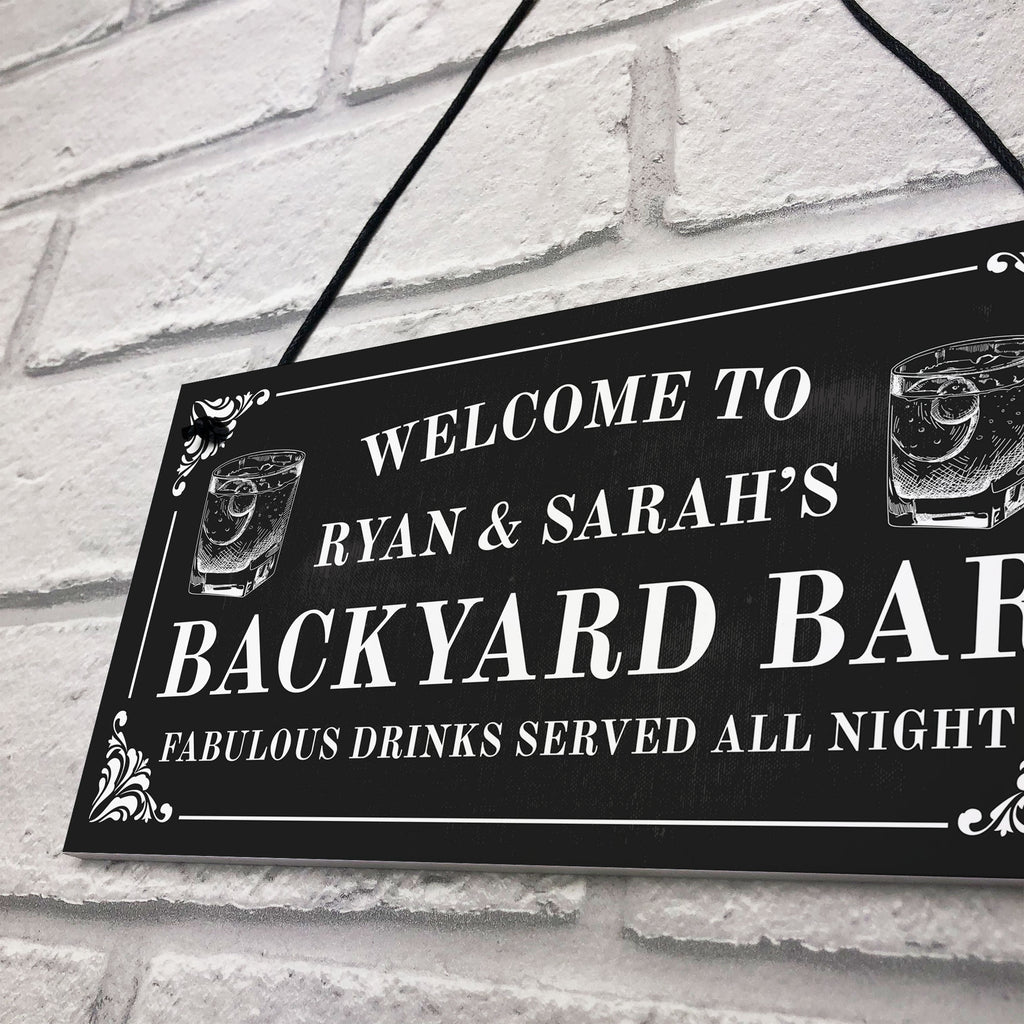 WELCOME TO
RYAN & SARAH'S
BACKYARD BAR
FABULOUS DRINKS SERVED ALL NIGHT